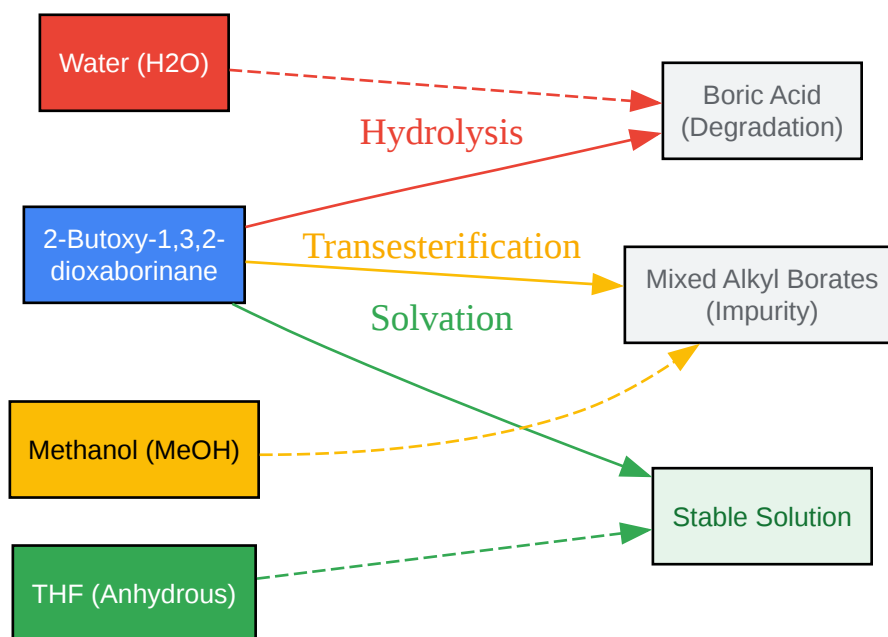 Water (H2O)
Boric Acid
(Degradation)
Hydrolysis
2-Butoxy-1,3,2-
dioxaborinane
Transesterification
Mixed Alkyl Borates
(Impurity)
Solvation
Methanol (MeOH)
Stable Solution
THF (Anhydrous)